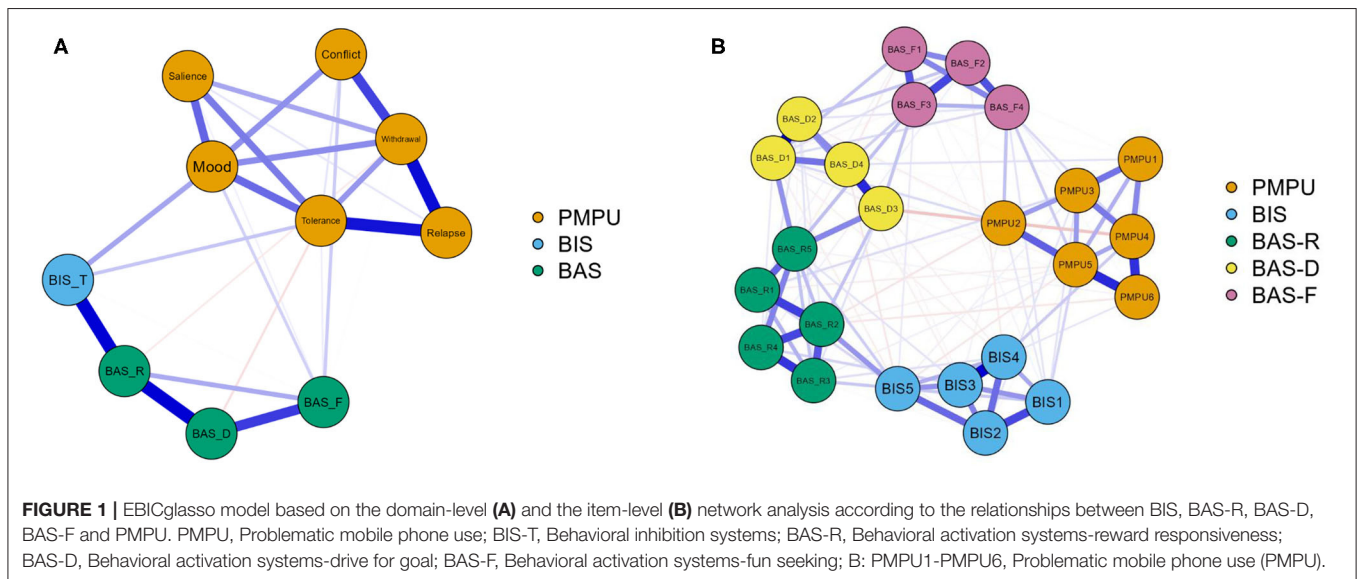 A
Conflict
Salience
Withdrawal
Mood
Tolerance
Relapse
BIS_T
BAS_R
BAS_F
BAS_D
PMPU
BIS
BAS
B
BAS_F1
BAS_F2
BAS_F3
BAS_F4
BAS_D2
BAS_D1
BAS_D4
BAS_D3
PMPU1
PMPU3
PMPU2
PMPU4
PMPU5
PMPU6
BAS_R5
BAS_R1
BAS_R2
BAS_R4
BAS_R3
BIS4
BIS3
BIS5
BIS1
BIS2
PMPU
BIS
BAS-R
BAS-D
BAS-F
FIGURE 1 | EBICglasso model based on the domain-level (A) and the item-level (B) network analysis according to the relationships between BIS, BAS-R, BAS-D,
BAS-F and PMPU. PMPU, Problematic mobile phone use; BIS-T, Behavioral inhibition systems; BAS-R, Behavioral activation systems-reward responsiveness;
BAS-D, Behavioral activation systems-drive for goal; BAS-F, Behavioral activation systems-fun seeking; B: PMPU1-PMPU6, Problematic mobile phone use (PMPU).